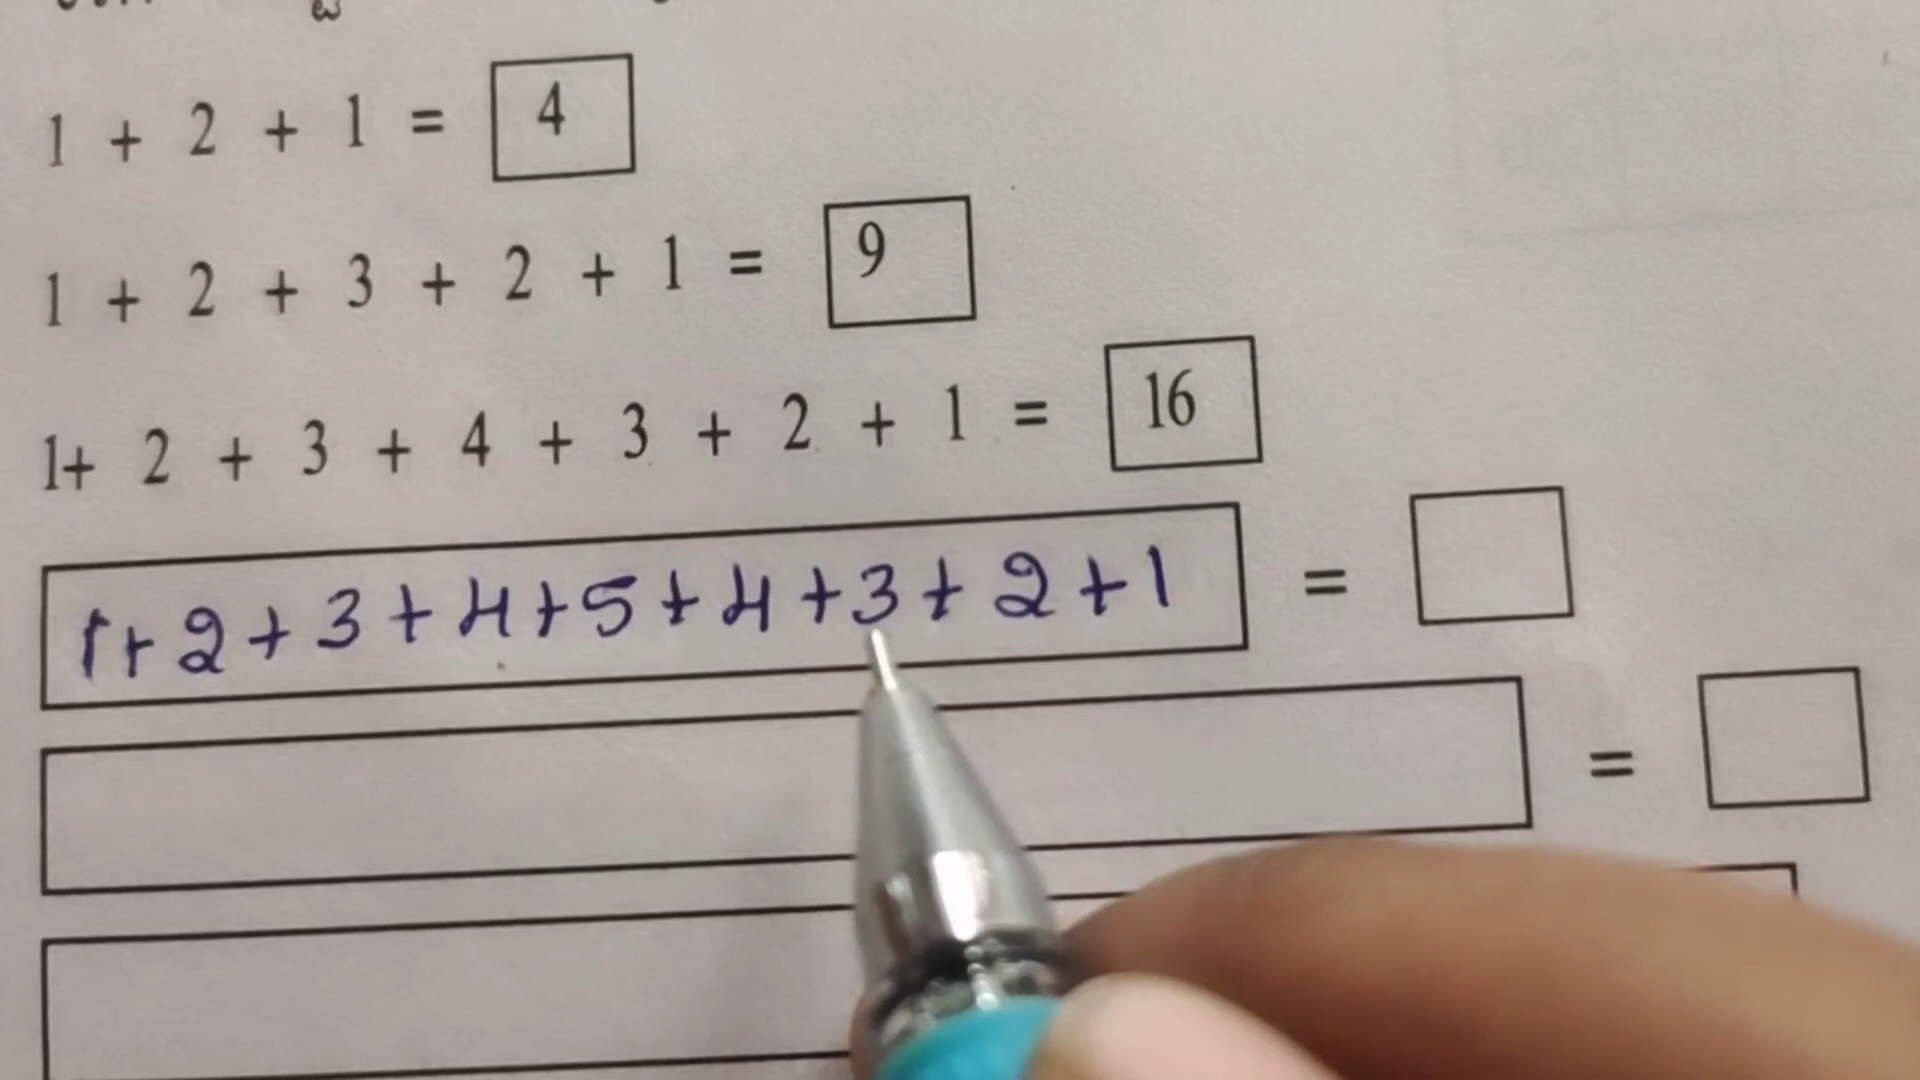 1 + 2 + 1 = 4
1 + 2 + 3 + 2 + 1 = 9
1+ 2 + 3 + 4 + 3 + 2 + 1 = 16
1+2+3+4+5+4+3+2+1 =
=